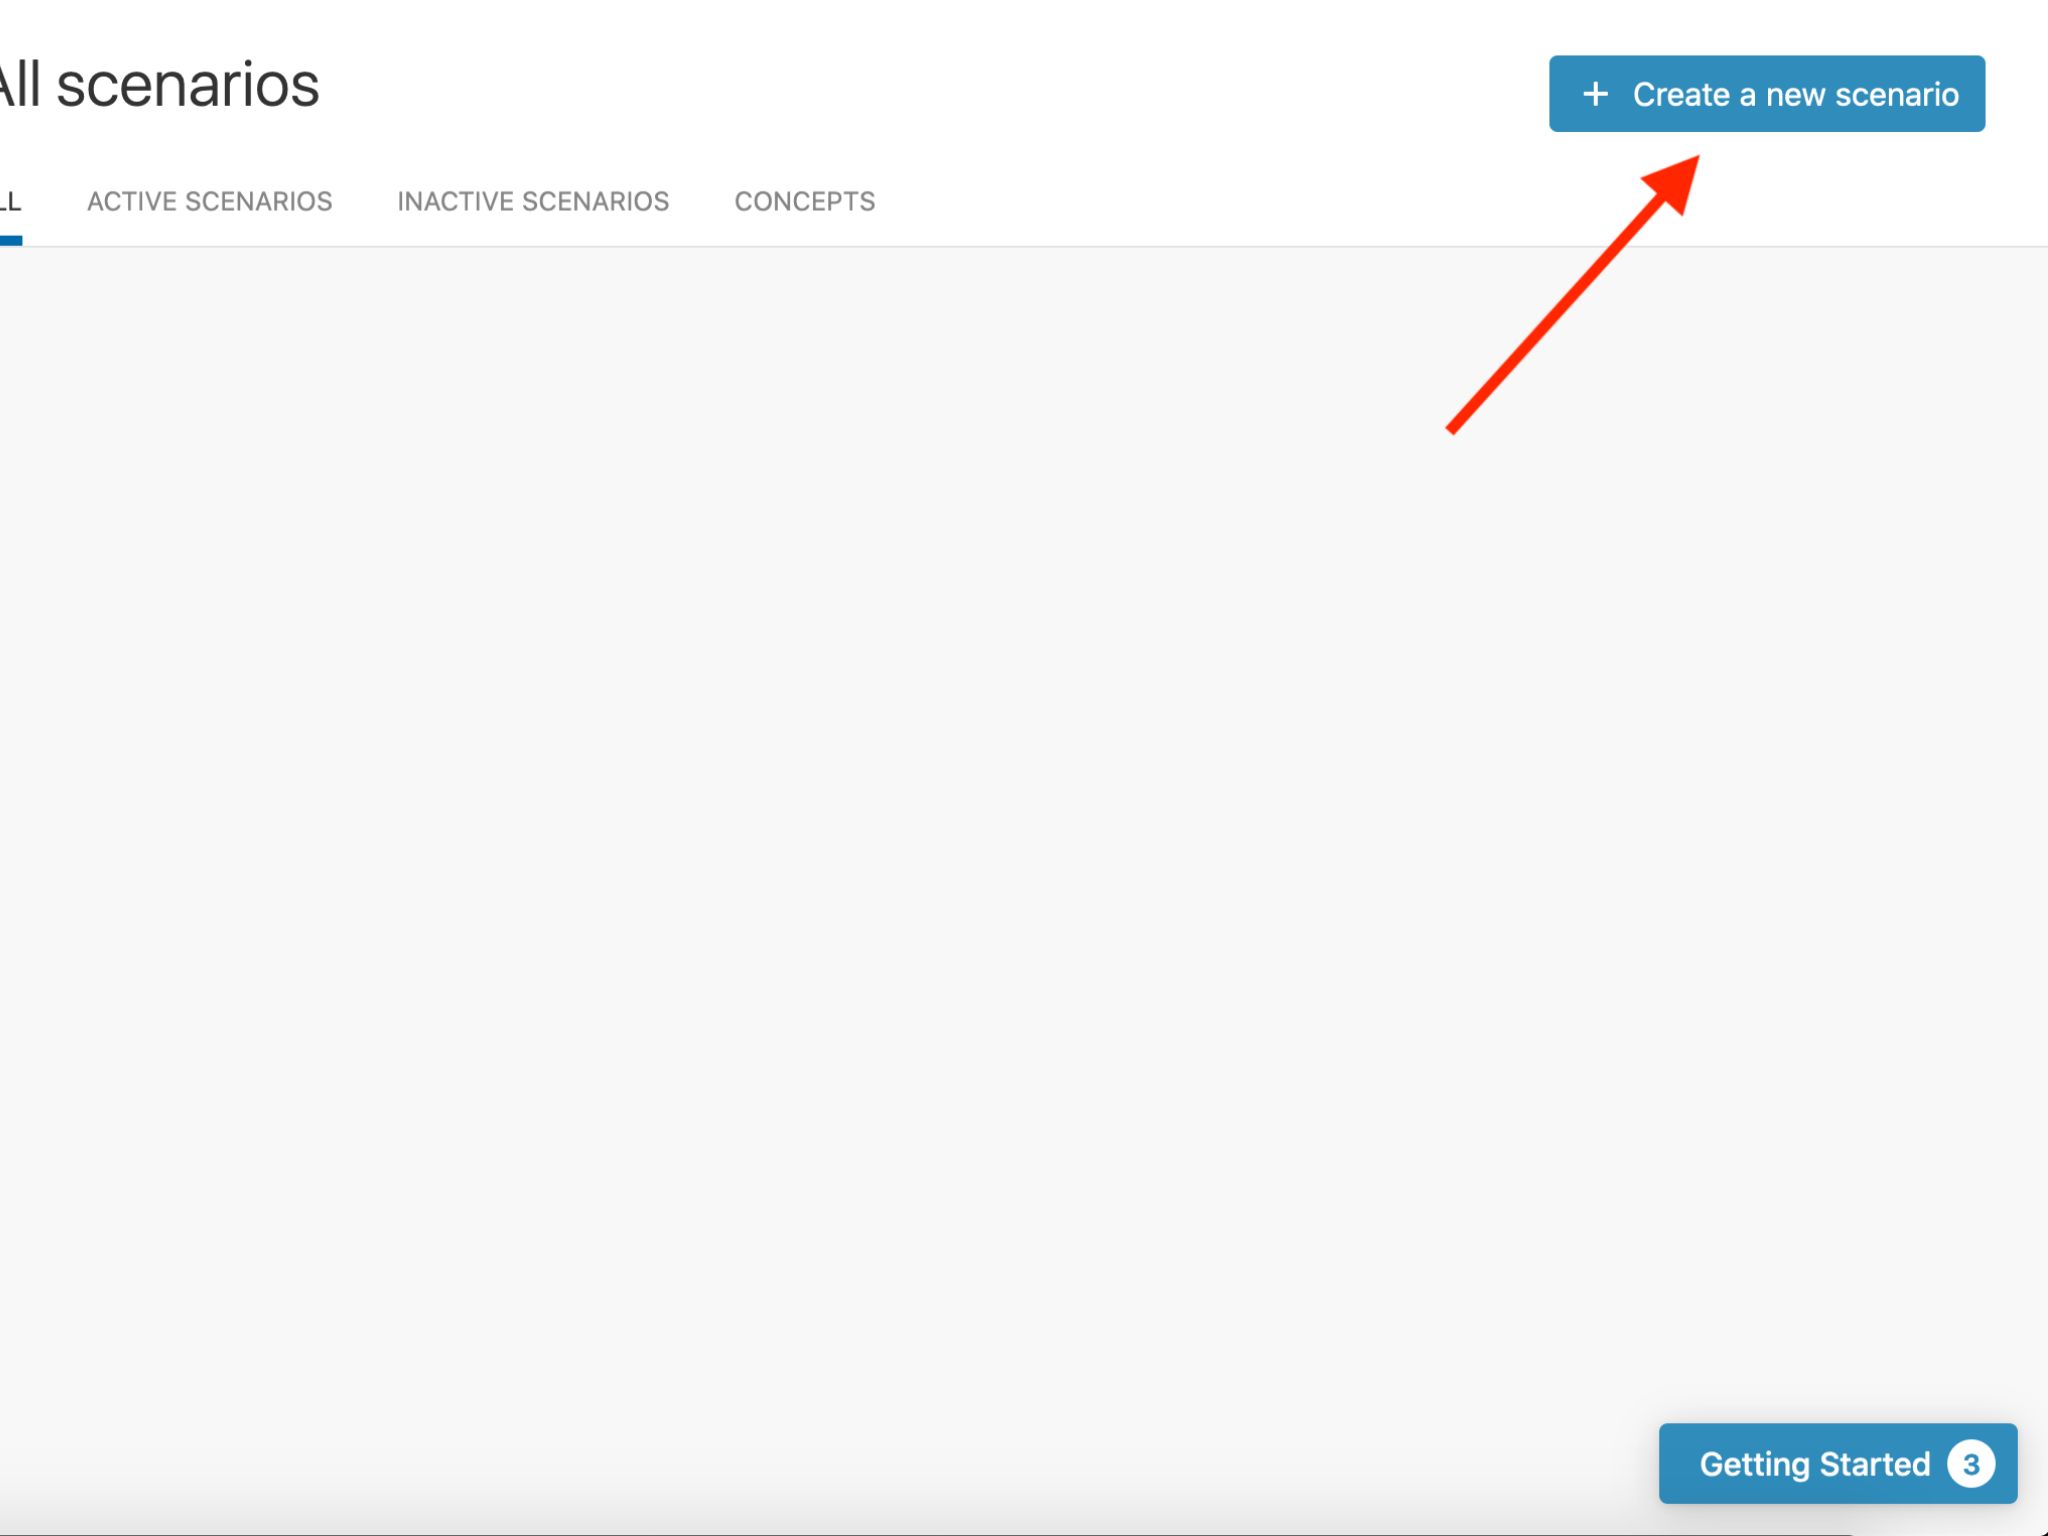 All scenarios
+ Create a new scenario
LL ACTIVE SCENARIOS INACTIVE SCENARIOS CONCEPTS
Getting Started 3